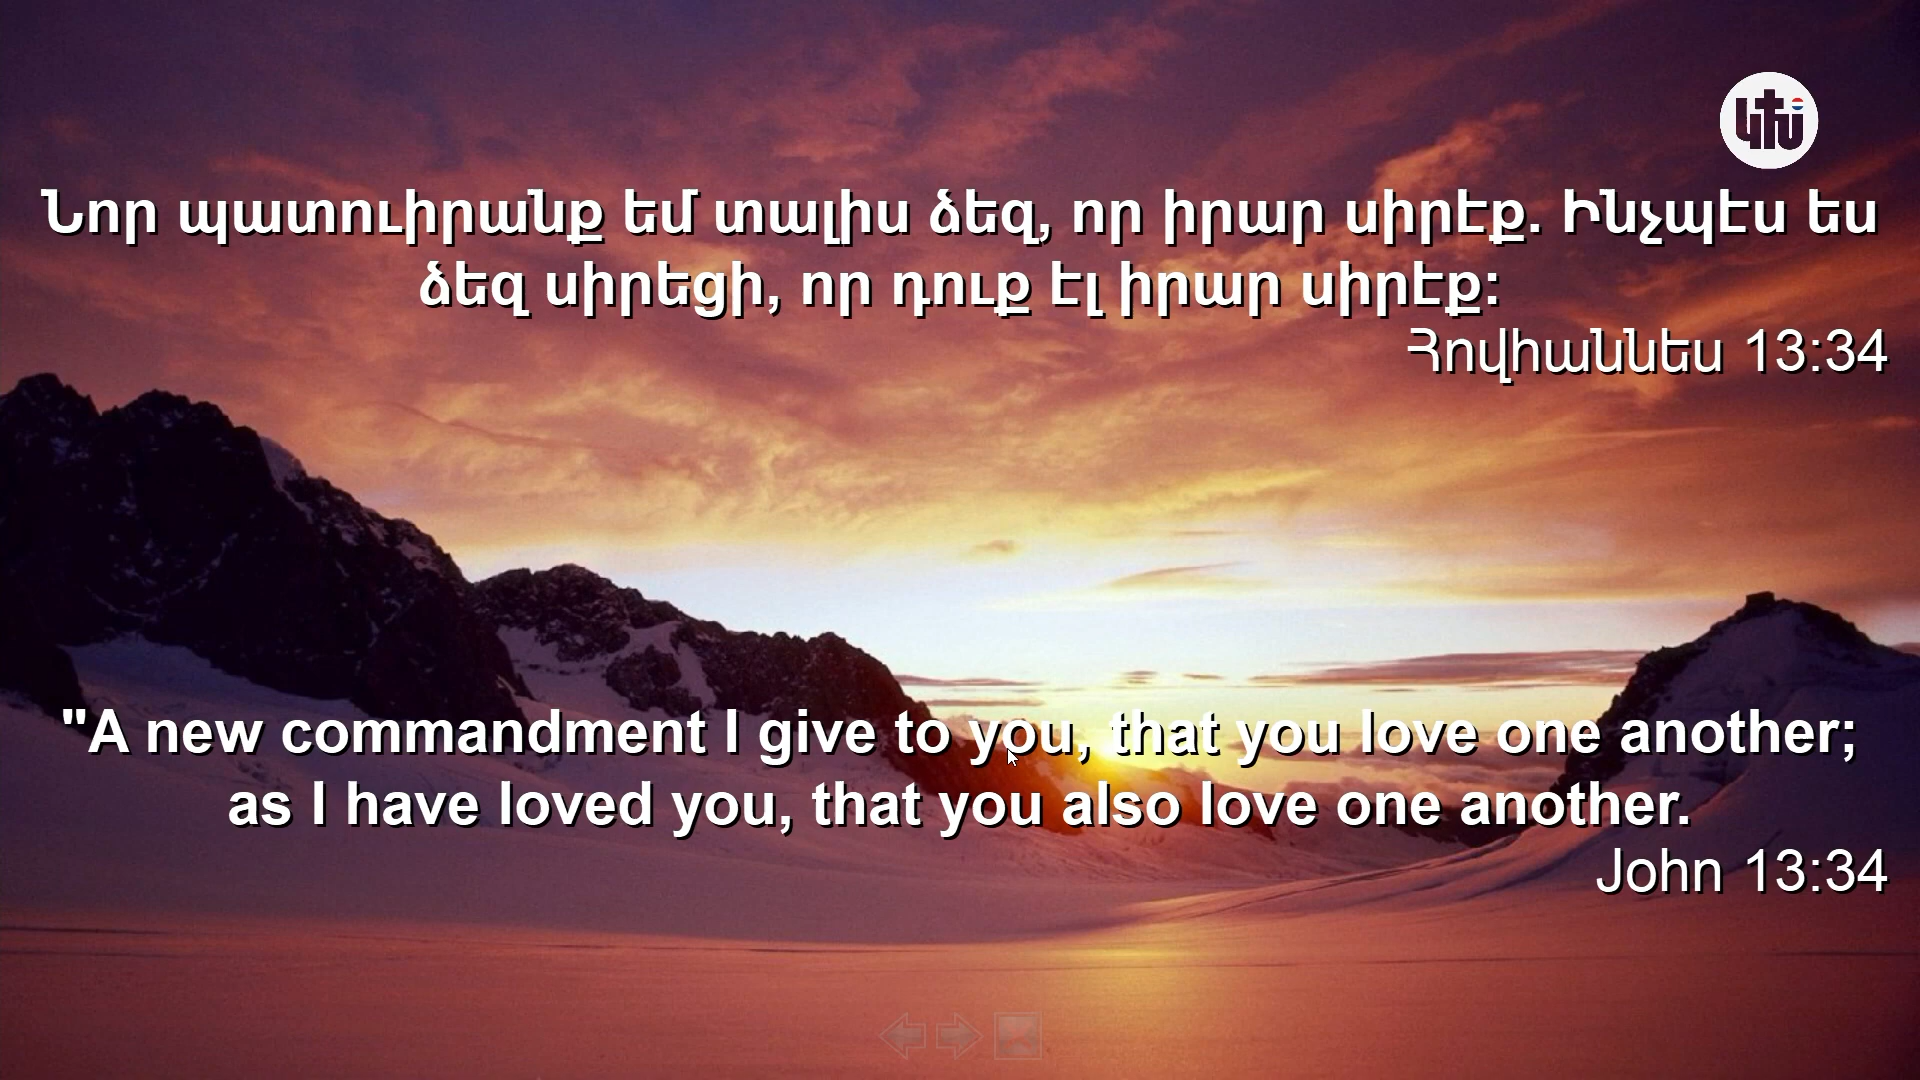 Նոր պատուիրանք եմ տալիս ձեզ, որ իրար սիրէք. Ինչպէս ես
ձեզ սիրեցի, որ դուք էլ իրար սիրէք:
Հովհաննես 13:34
"A new commandment I give to you, that you love one another;
as I have loved you, that you also love one another.
John 13:34